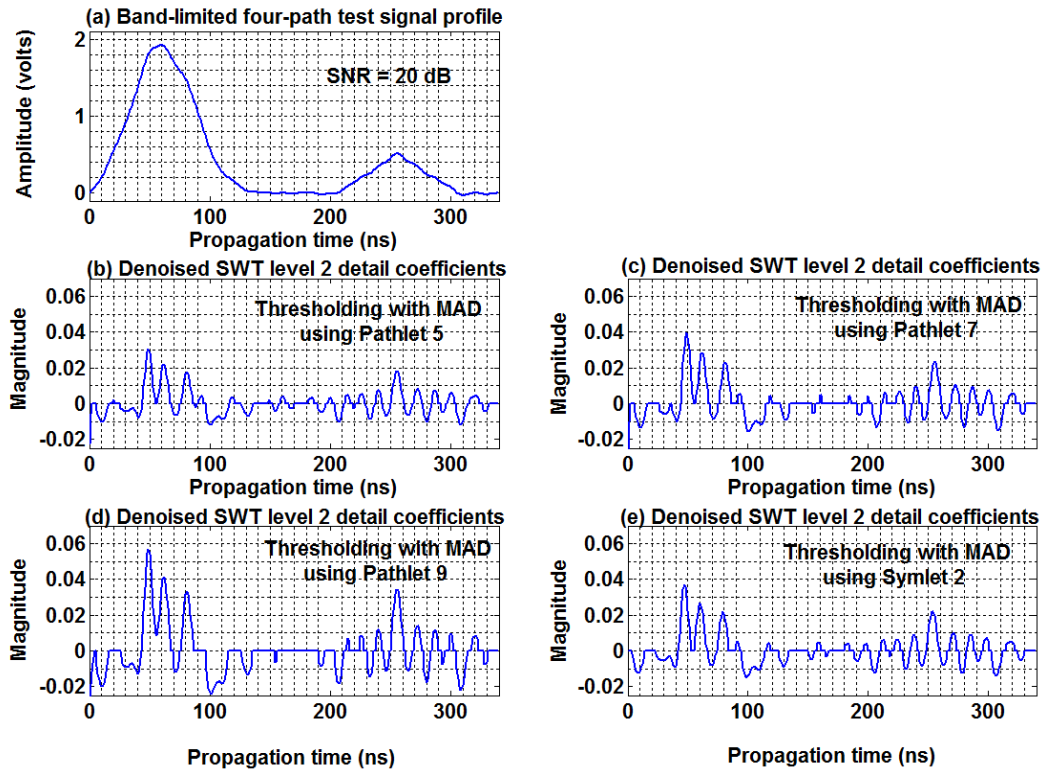 (a) Band-limited four-path test signal profile
Amplitude (volts)
2
1
0
SNR = 20 dB
0 100 200 300
Propagation time (ns)
(b) Denoised SWT level 2 detail coefficients
Magnitude
0.06
0.04
0.02
0
-0.02
Thresholding with MAD
using Pathlet 5
0 100 200 300
Propagation time (ns)
(c) Denoised SWT level 2 detail coefficients
Magnitude
0.06
0.04
0.02
0
-0.02
Thresholding with MAD
using Pathlet 7
0 100 200 300
Propagation time (ns)
(d) Denoised SWT level 2 detail coefficients
Magnitude
0.06
0.04
0.02
0
-0.02
Thresholding with MAD
using Pathlet 9
0 100 200 300
Propagation time (ns)
(e) Denoised SWT level 2 detail coefficients
Magnitude
0.06
0.04
0.02
0
-0.02
Thresholding with MAD
using Symlet 2
0 100 200 300
Propagation time (ns)